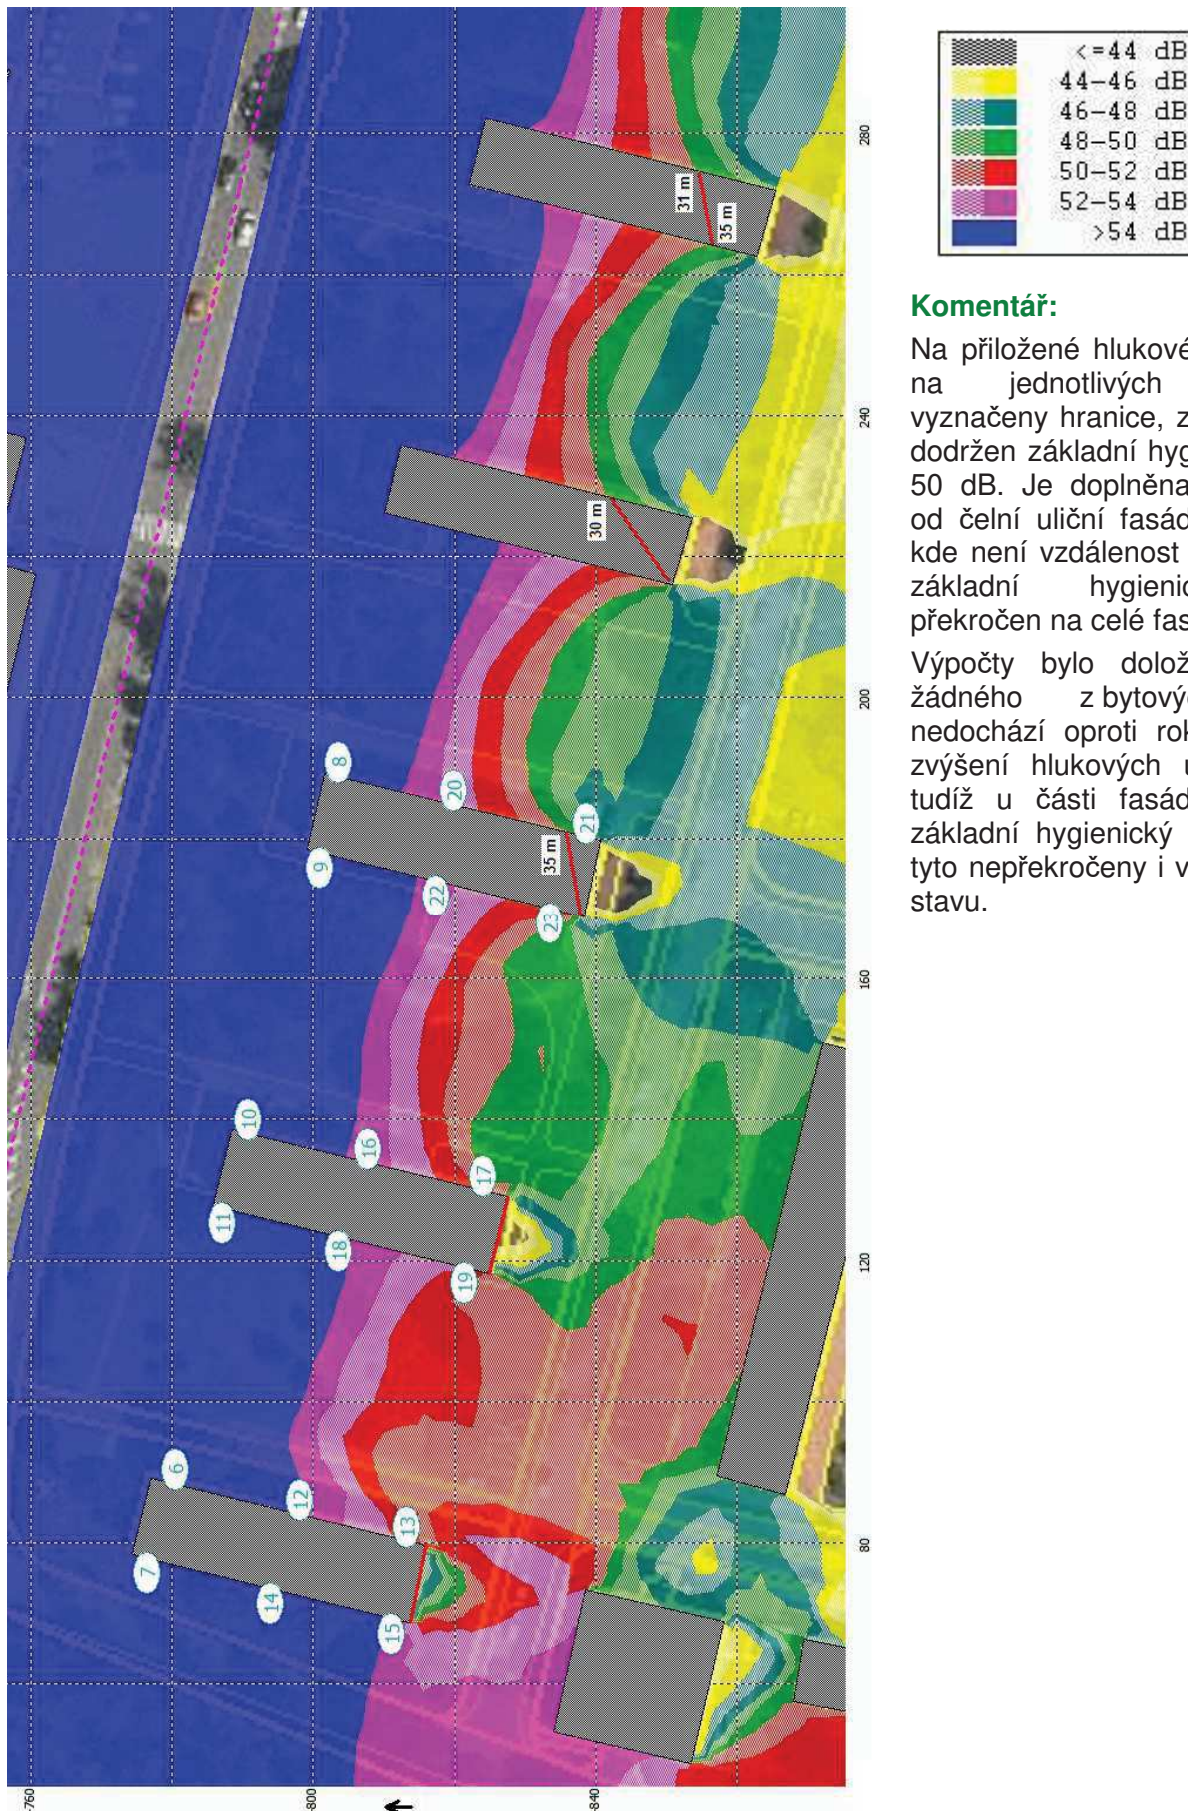 <=44 dB
44-46 dB
46-48 dB
48-50 dB
50-52 dB
52-54 dB
>54 dB
Komentář:
Na přiložené hlukové
na jednotlivých
vyznačeny hranice, z
dodržen základní hyg
50 dB. Je doplněna
od čelní uliční fasád
kde není vzdálenost
základní hygienic
překročen na celé fas
Výpočty bylo dolož
žádného z bytovýc
nedochází oproti rok
zvýšení hlukových u
tudíž u části fasád
základní hygienický
tyto nepřekročeny i v
stavu.
280
240
200
160
120
80
-760
-800
-840
31 m
35 m
30 m
35 m
8
9
20
21
22
23
10
11
16
17
18
19
6
7
12
13
14
15